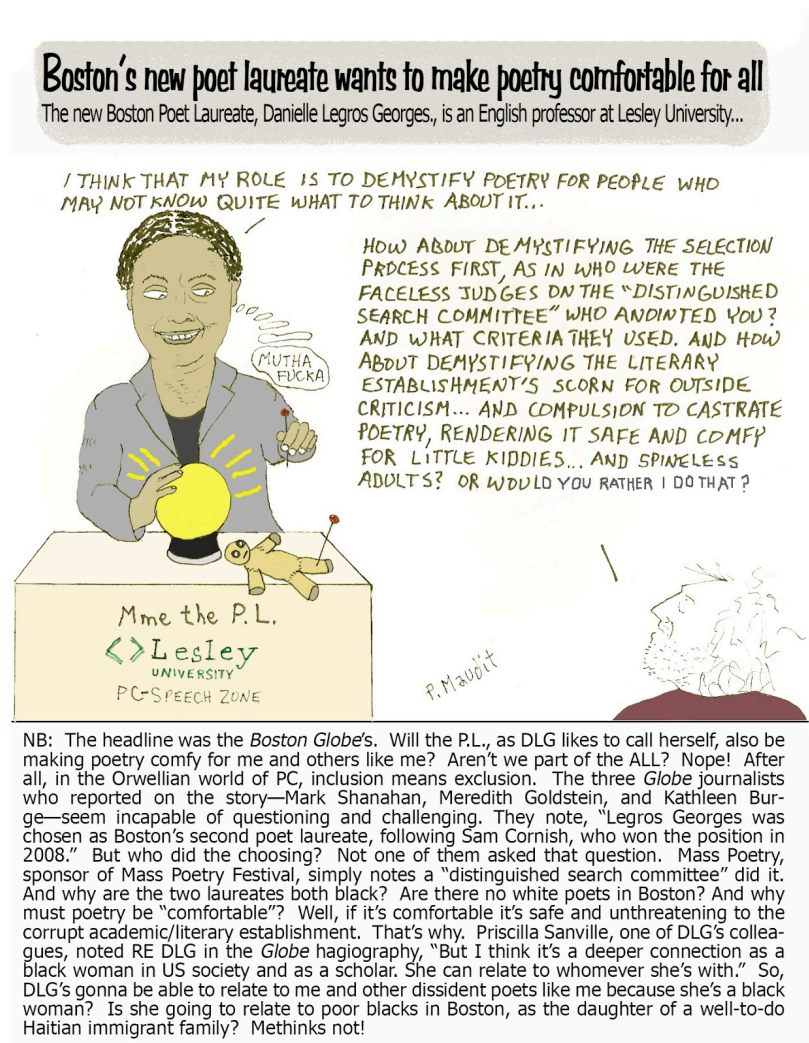 Boston's new poet laureate wants to make poetry comfortable for all
The new Boston Poet Laureate, Danielle Legros Georges., is an English professor at Lesley University...
I THINK THAT MY ROLE IS TO DEMYSTIFY POETRY FOR PEOPLE WHO
MAY NOT KNOW QUITE WHAT TO THINK ABOUT IT...
HOW ABOUT DEMYSTIFYING THE SELECTION
PROCESS FIRST, AS IN WHO WERE THE
FACELESS JUDGES ON THE "DISTINGUISHED
SEARCH COMMITTEE" WHO ANOINTED YOU?
AND WHAT CRITERIA THEY USED. AND HOW
ABOUT DEMYSTIFYING THE LITERARY
ESTABLISHMENT'S SCORN FOR OUTSIDE
CRITICISM... AND COMPULSION TO CASTRATE
POETRY, RENDERING IT SAFE AND COMFY
FOR LITTLE KIDDIES... AND SPINELESS
ADULTS? OR WOULD YOU RATHER I DO THAT?
MUTHA
FUCKA
Mme the P.L.
<> Lesley
UNIVERSITY
PC-SPEECH ZONE
P. Maudit
NB: The headline was the Boston Globe's. Will the P.L., as DLG likes to call herself, also be
making poetry comfy for me and others like me? Aren't we part of the ALL? Nope! After
all, in the Orwellian world of PC, inclusion means exclusion. The three Globe journalists
who reported on the story—Mark Shanahan, Meredith Goldstein, and Kathleen Bur-
ge—seem incapable of questioning and challenging. They note, "Legros Georges was
chosen as Boston's second poet laureate, following Sam Cornish, who won the position in
2008." But who did the choosing? Not one of them asked that question. Mass Poetry,
sponsor of Mass Poetry Festival, simply notes a "distinguished search committee" did it.
And why are the two laureates both black? Are there no white poets in Boston? And why
must poetry be "comfortable"? Well, if it's comfortable it's safe and unthreatening to the
corrupt academic/literary establishment. That's why. Priscilla Sanville, one of DLG's collea-
gues, noted RE DLG in the Globe hagiography, "But I think it's a deeper connection as a
black woman in US society and as a scholar. She can relate to whomever she's with." So,
DLG's gonna be able to relate to me and other dissident poets like me because she's a black
woman? Is she going to relate to poor blacks in Boston, as the daughter of a well-to-do
Haitian immigrant family? Methinks not!